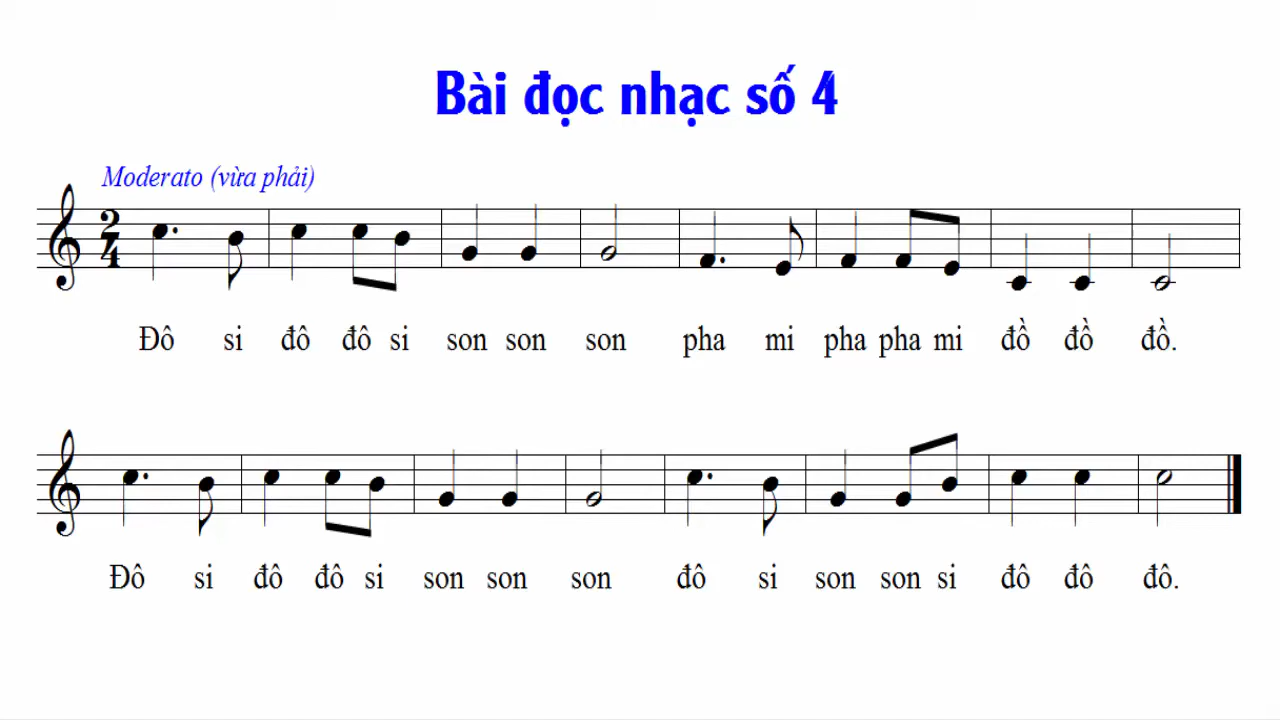 Bài đọc nhạc số 4
Moderato (vừa phải)
2
4
Đô si đô đô si son son son pha mi pha pha mi đồ đồ đồ.
Đô si đô đô si son son son đô si son son si đô đô đô.